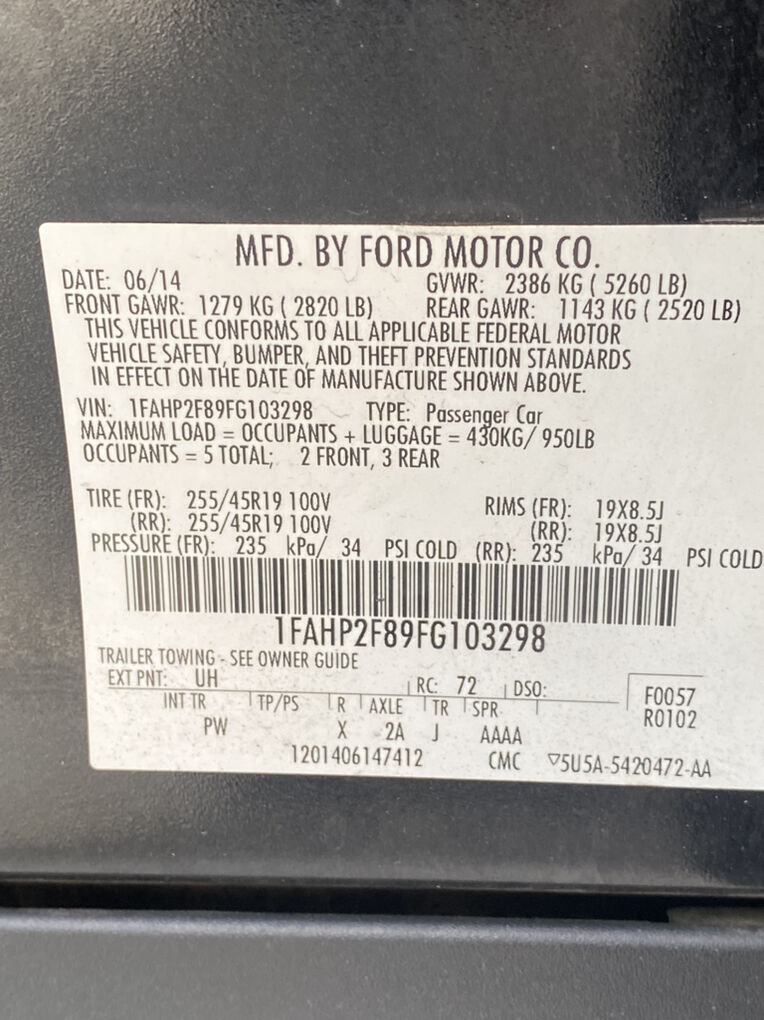 MFD. BY FORD MOTOR CO.
DATE: 06/14 GVWR: 2386 KG ( 5260 LB)
FRONT GAWR: 1279 KG ( 2820 LB) REAR GAWR: 1143 KG ( 2520 LB)
THIS VEHICLE CONFORMS TO ALL APPLICABLE FEDERAL MOTOR
VEHICLE SAFETY, BUMPER, AND THEFT PREVENTION STANDARDS
IN EFFECT ON THE DATE OF MANUFACTURE SHOWN ABOVE.
VIN: 1FAHP2F89FG103298 TYPE: Passenger Car
MAXIMUM LOAD = OCCUPANTS + LUGGAGE = 430KG/ 950LB
OCCUPANTS = 5 TOTAL; 2 FRONT, 3 REAR
TIRE (FR): 255/45R19 100V RIMS (FR): 19X8.5J
(RR): 255/45R19 100V (RR): 19X8.5J
PRESSURE (FR): 235 kPa/ 34 PSI COLD (RR): 235 kPa/ 34 PSI COLD
1FAHP2F89FG103298
TRAILER TOWING - SEE OWNER GUIDE
EXT PNT: UH RC: 72 DSO: F0057
INT TR TP/PS R AXLE TR SPR R0102
PW X 2A J AAAA
1201406147412 CMC ▽5U5A-5420472-AA